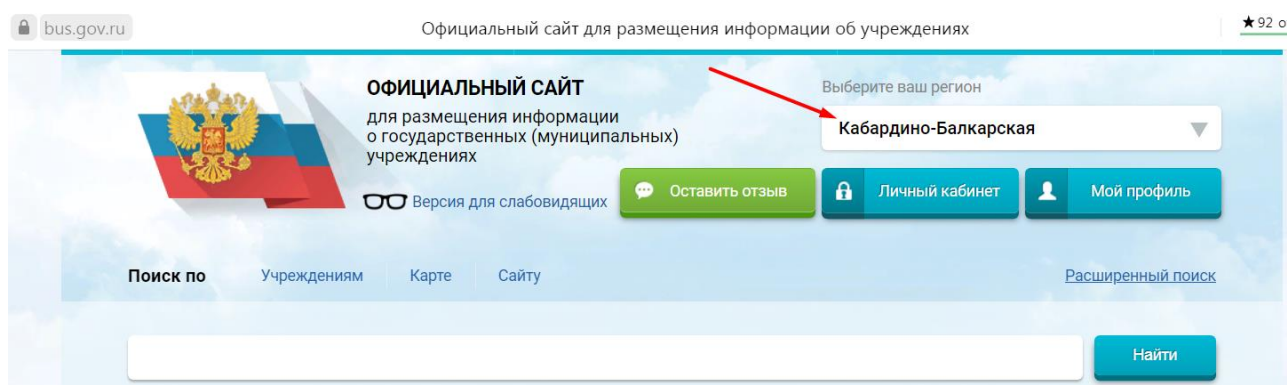 bus.gov.ru
Официальный сайт для размещения информации об учреждениях
★92 о
ОФИЦИАЛЬНЫЙ САЙТ
для размещения информации
о государственных (муниципальных)
учреждениях
Версия для слабовидящих
Выберите ваш регион
Кабардино-Балкарская
Оставить отзыв
Личный кабинет
Мой профиль
Поиск по
Учреждениям
Карте
Сайту
Расширенный поиск
Найти